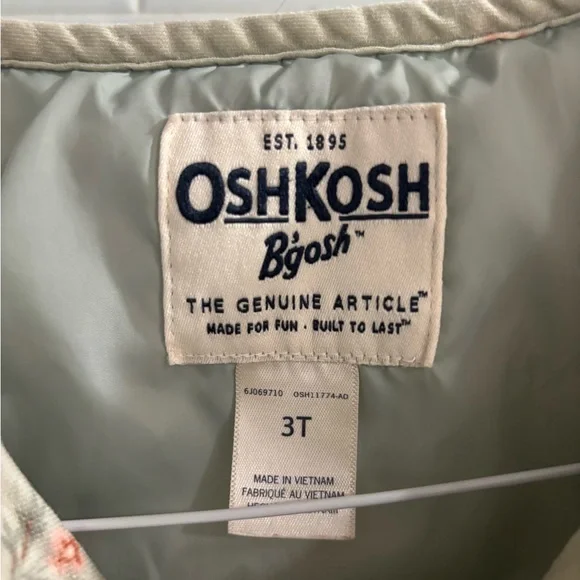 EST. 1895
OSHKOSH
B'gosh™
THE GENUINE ARTICLE™
MADE FOR FUN · BUILT TO LAST™
6J069710 OSH11774-AD
3T
MADE IN VIETNAM
FABRIQUÉ AU VIETNAM